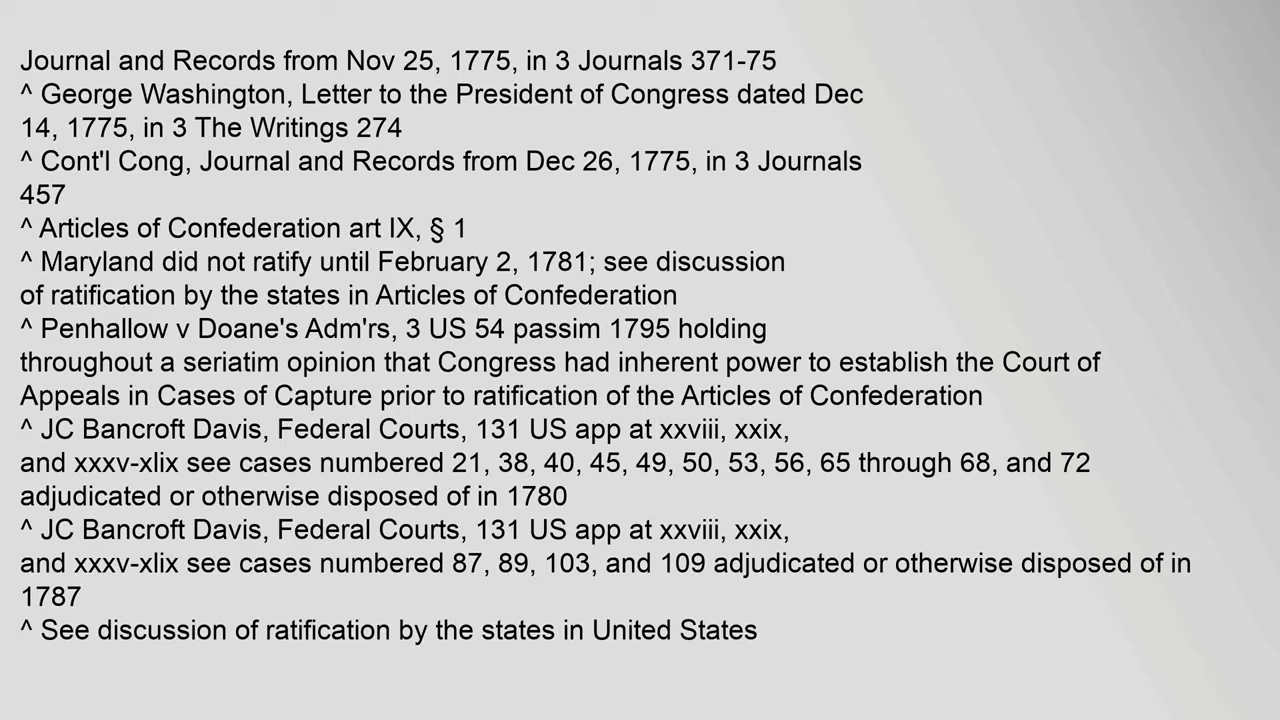 Journal and Records from Nov 25, 1775, in 3 Journals 371-75
^ George Washington, Letter to the President of Congress dated Dec
14, 1775, in 3 The Writings 274
^ Cont'l Cong, Journal and Records from Dec 26, 1775, in 3 Journals
457
^ Articles of Confederation art IX, § 1
^ Maryland did not ratify until February 2, 1781; see discussion
of ratification by the states in Articles of Confederation
^ Penhallow v Doane's Adm'rs, 3 US 54 passim 1795 holding
throughout a seriatim opinion that Congress had inherent power to establish the Court of
Appeals in Cases of Capture prior to ratification of the Articles of Confederation
^ JC Bancroft Davis, Federal Courts, 131 US app at xxviii, xxix,
and xxxv-xlix see cases numbered 21, 38, 40, 45, 49, 50, 53, 56, 65 through 68, and 72
adjudicated or otherwise disposed of in 1780
^ JC Bancroft Davis, Federal Courts, 131 US app at xxviii, xxix,
and xxxv-xlix see cases numbered 87, 89, 103, and 109 adjudicated or otherwise disposed of in
1787
^ See discussion of ratification by the states in United States